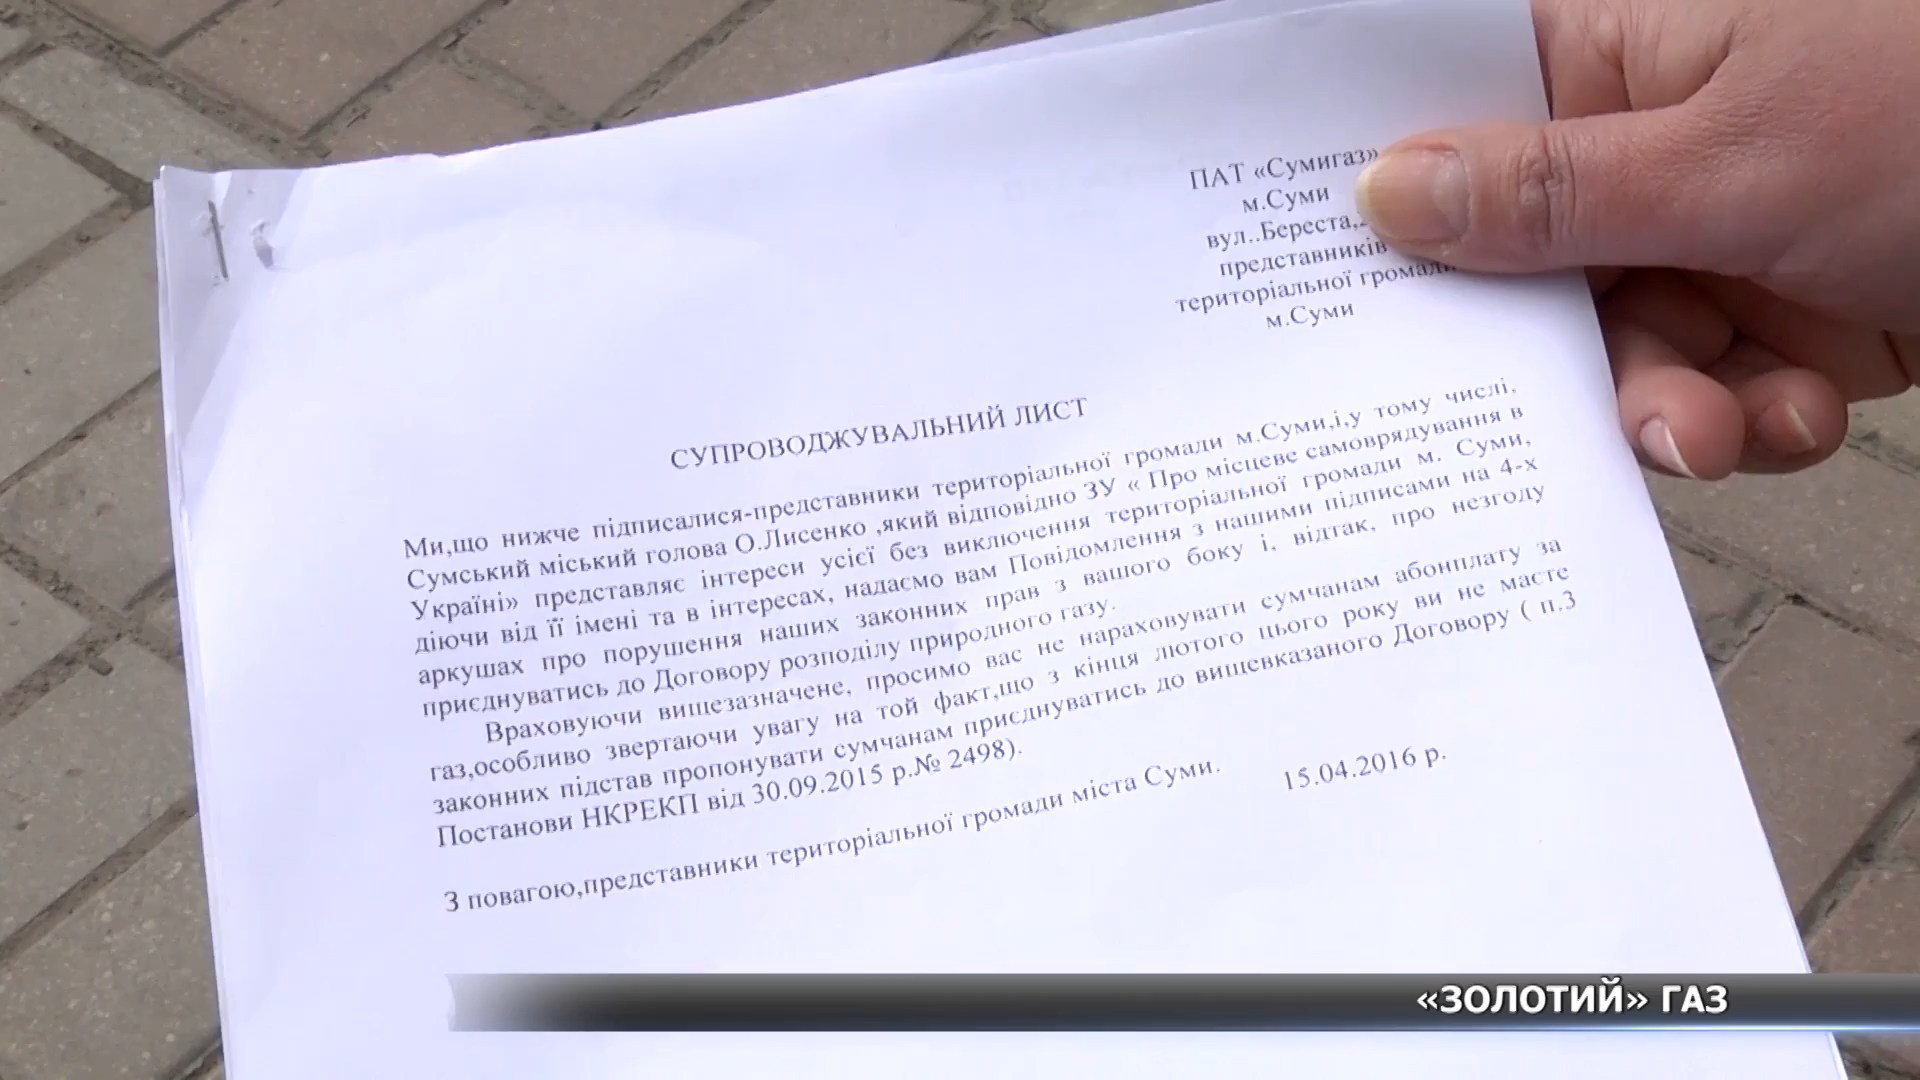 ПАТ «Сумигаз»
м.Суми
вул..Береста,
представників
територіальної громади
м.Суми
СУПРОВОДЖУВАЛЬНИЙ ЛИСТ
Ми,що нижче підписалися-представники територіальної громади м.Суми,і,у тому числі,
Сумський міський голова О.Лисенко ,який відповідно ЗУ « Про місцеве самоврядування в
Україні» представляє інтереси усієї без виключення територіальної громади м. Суми,
діючи від її імені та в інтересах, надаємо вам Повідомлення з нашими підписами на 4-х
аркушах про порушення наших законних прав з вашого боку і, відтак, про незгоду
приєднуватись до Договору розподілу природного газу.
Враховуючи вищезазначене, просимо вас не нараховувати сумчанам абонплату за
газ,особливо звертаючи увагу на той факт,що з кінця лютого цього року ви не маєте
законних підстав пропонувати сумчанам приєднуватись до вищевказаного Договору ( п.3
Постанови НКРЕКП від 30.09.2015 р.№ 2498).
З повагою,представники територіальної громади міста Суми. 15.04.2016 р.
«ЗОЛОТИЙ» ГАЗ